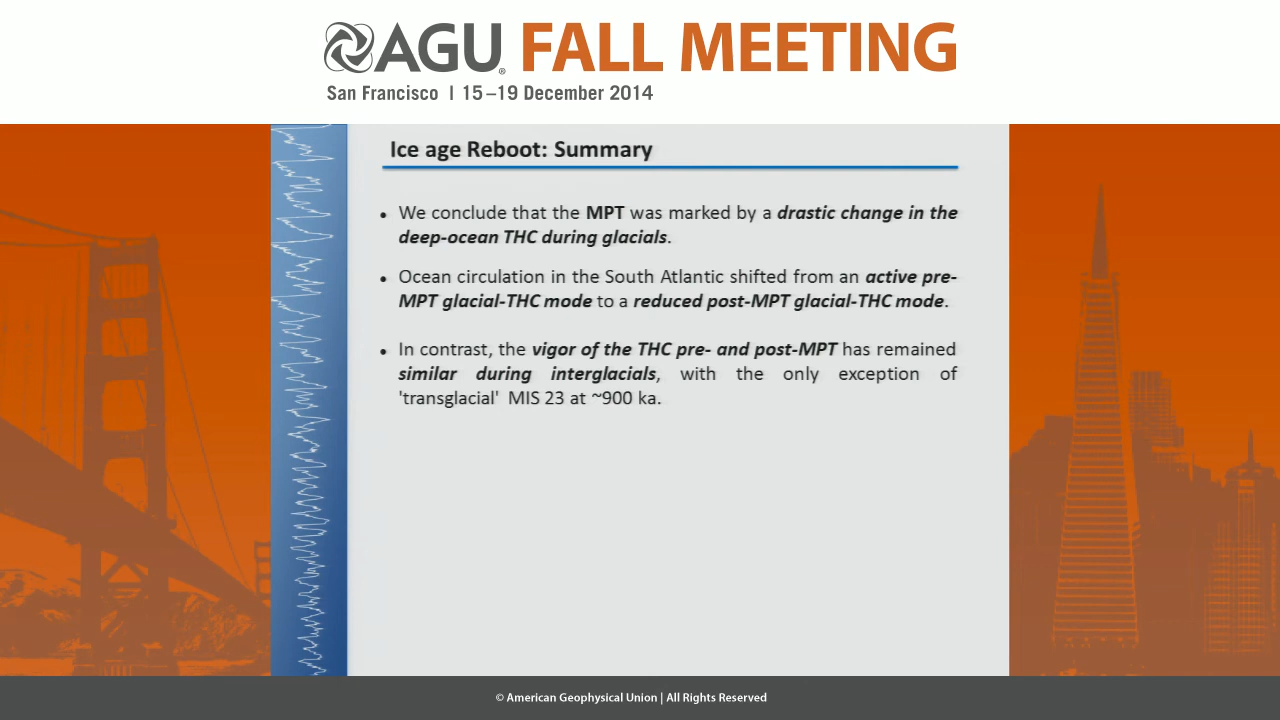 AGU® FALL MEETING
San Francisco | 15–19 December 2014
Ice age Reboot: Summary
• We conclude that the MPT was marked by a drastic change in the
deep-ocean THC during glacials.
• Ocean circulation in the South Atlantic shifted from an active pre-
MPT glacial-THC mode to a reduced post-MPT glacial-THC mode.
• In contrast, the vigor of the THC pre- and post-MPT has remained
similar during interglacials, with the only exception of
'transglacial' MIS 23 at ~900 ka.
© American Geophysical Union | All Rights Reserved